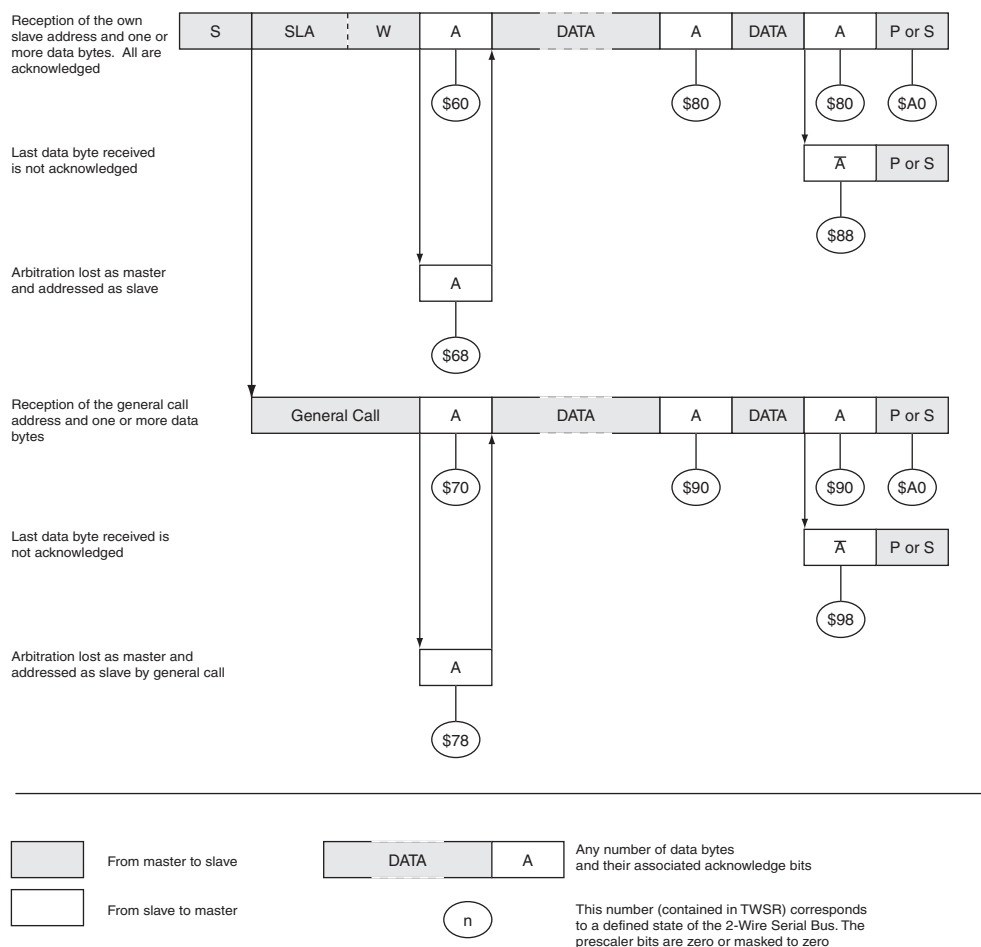 Reception of the own
slave address and one or
more data bytes. All are
acknowledged
S SLA W A DATA A DATA A P or S
$60 $80 $80 $A0
Last data byte received
is not acknowledged
A̅ P or S
$88
Arbitration lost as master
and addressed as slave
A
$68
Reception of the general call
address and one or more data
bytes
General Call A DATA A DATA A P or S
$70 $90 $90 $A0
Last data byte received is
not acknowledged
A̅ P or S
$98
Arbitration lost as master and
addressed as slave by general call
A
$78
From master to slave
DATA A
Any number of data bytes
and their associated acknowledge bits
From slave to master
n
This number (contained in TWSR) corresponds
to a defined state of the 2-Wire Serial Bus. The
prescaler bits are zero or masked to zero